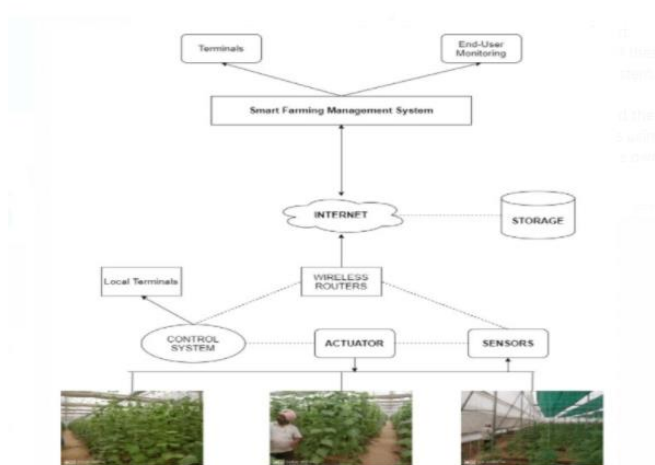 Terminals
End-User
Monitoring
Smart Farming Management System
INTERNET
STORAGE
WIRELESS
ROUTERS
Local Terminals
CONTROL
SYSTEM
ACTUATOR
SENSORS